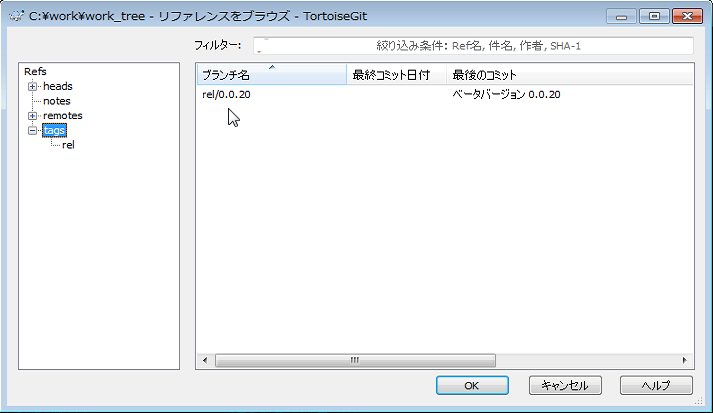 C:¥work¥work_tree - リファレンスをブラウズ - TortoiseGit
フィルター: 絞り込み条件: Ref名, 件名, 作者, SHA-1
Refs
heads
notes
remotes
tags
rel
ブランチ名 最終コミット日付 最後のコミット
rel/0.0.20 ベータバージョン 0.0.20
OK キャンセル ヘルプ